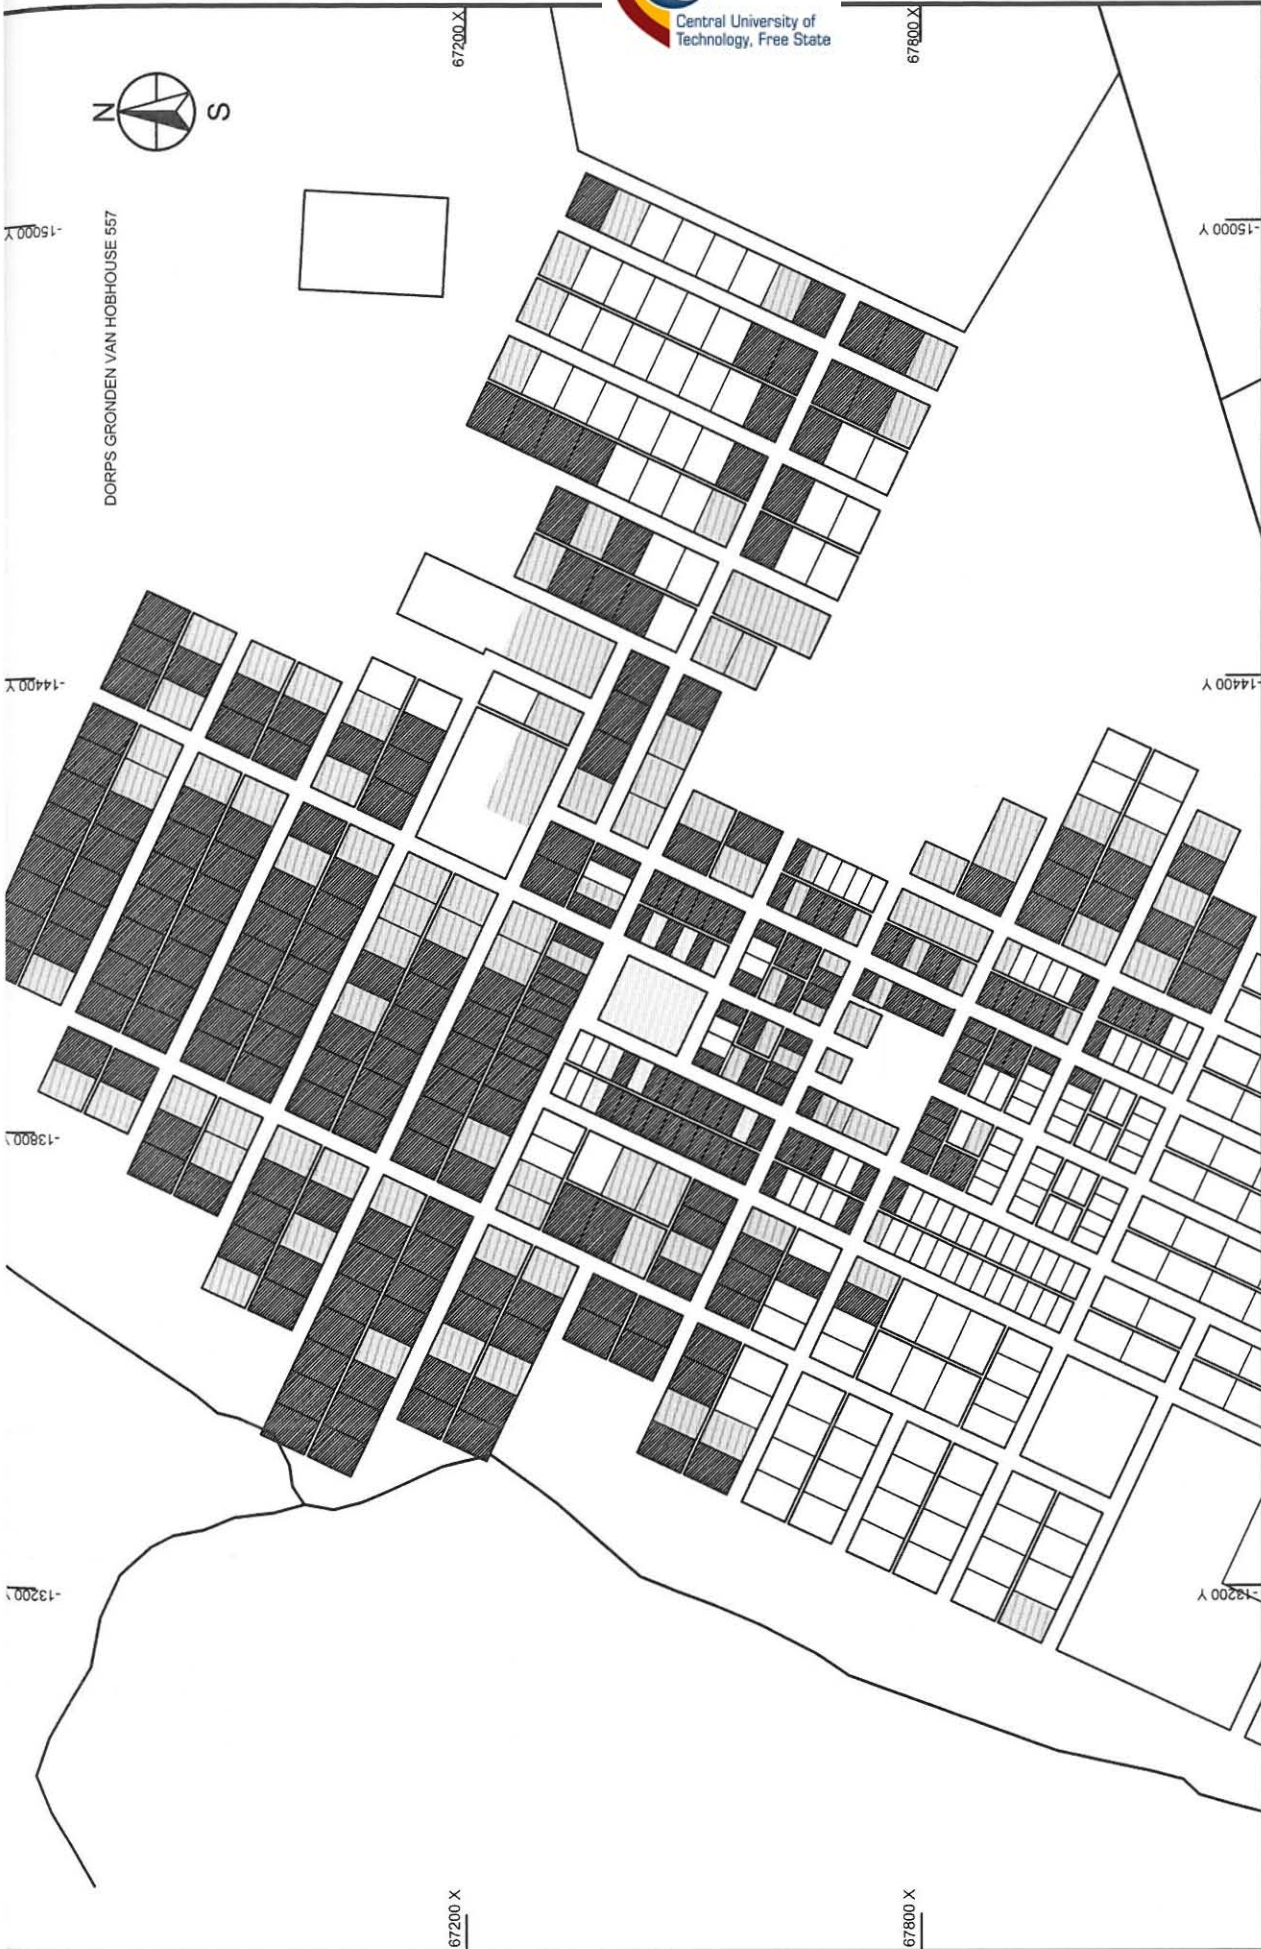 Central University of
Technology, Free State
67200 X
67800 X
N
S
DORPS GRONDEN VAN HOBHOUSE 557
-15000 Y
-15000 Y
-14400 Y
-14400 Y
-13800
-13200
-13200 Y
67200 X
67800 X